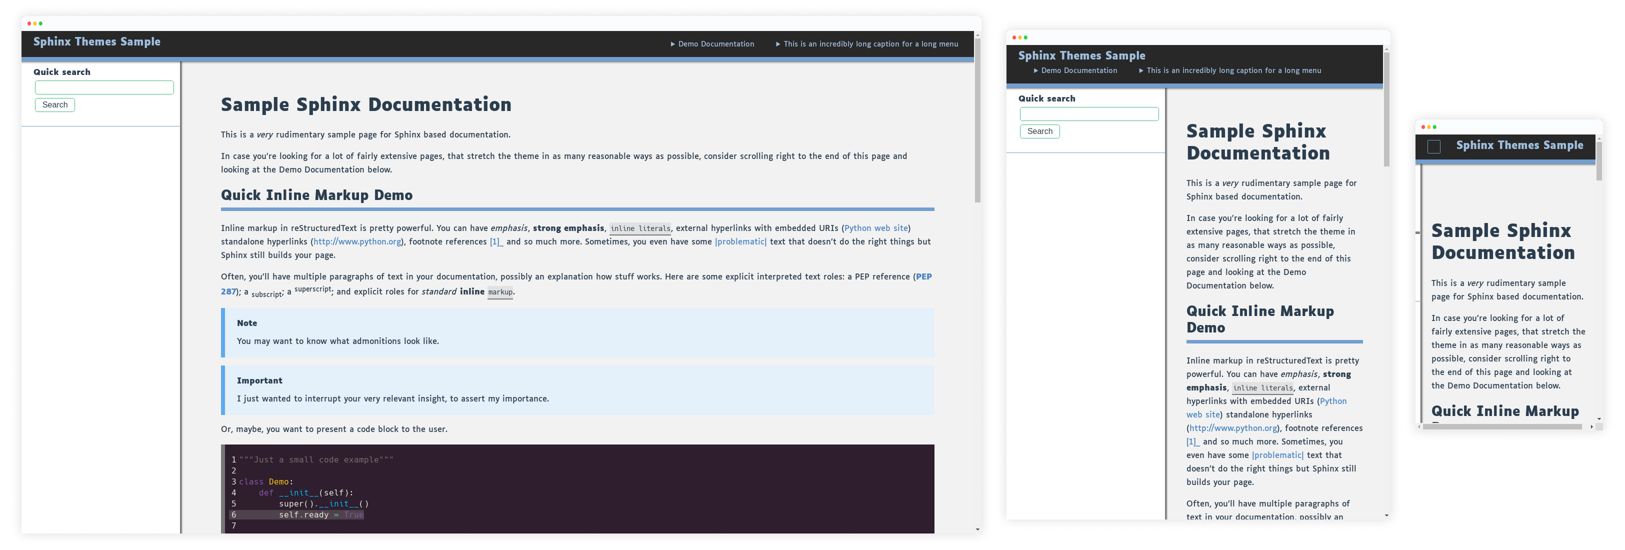 Sphinx Themes Sample
▸ Demo Documentation ▸ This is an incredibly long caption for a long menu
Quick search
Search
Sample Sphinx Documentation
This is a very rudimentary sample page for Sphinx based documentation.
In case you're looking for a lot of fairly extensive pages, that stretch the theme in as many reasonable ways as possible, consider scrolling right to the end of this page and
looking at the Demo Documentation below.
Quick Inline Markup Demo
Inline markup in reStructuredText is pretty powerful. You can have emphasis, strong emphasis, inline literals, external hyperlinks with embedded URIs (Python web site)
standalone hyperlinks (http://www.python.org), footnote references [1]_ and so much more. Sometimes, you even have some |problematic| text that doesn't do the right things but
Sphinx still builds your page.
Often, you'll have multiple paragraphs of text in your documentation, possibly an explanation how stuff works. Here are some explicit interpreted text roles: a PEP reference (PEP
287); a subscript; a superscript; and explicit roles for standard inline markup.
Note
You may want to know what admonitions look like.
Important
I just wanted to interrupt your very relevant insight, to assert my importance.
Or, maybe, you want to present a code block to the user.
1 """Just a small code example"""
2
3 class Demo:
4     def __init__(self):
5         super().__init__()
6         self.ready = True
7
Sphinx Themes Sample
▸ Demo Documentation ▸ This is an incredibly long caption for a long menu
Quick search
Search
Sample Sphinx
Documentation
This is a very rudimentary sample page for
Sphinx based documentation.
In case you're looking for a lot of fairly
extensive pages, that stretch the theme in
as many reasonable ways as possible,
consider scrolling right to the end of this
page and looking at the Demo
Documentation below.
Quick Inline Markup
Demo
Inline markup in reStructuredText is pretty
powerful. You can have emphasis, strong
emphasis, inline literals, external
hyperlinks with embedded URIs (Python
web site) standalone hyperlinks
(http://www.python.org), footnote references
[1]_ and so much more. Sometimes, you
even have some |problematic| text that
doesn't do the right things but Sphinx still
builds your page.
Often, you'll have multiple paragraphs of
text in your documentation, possibly an
Sphinx Themes Sample
Sample Sphinx
Documentation
This is a very rudimentary sample
page for Sphinx based documentation.
In case you're looking for a lot of
fairly extensive pages, that stretch the
theme in as many reasonable ways as
possible, consider scrolling right to
the end of this page and looking at
the Demo Documentation below.
Quick Inline Markup